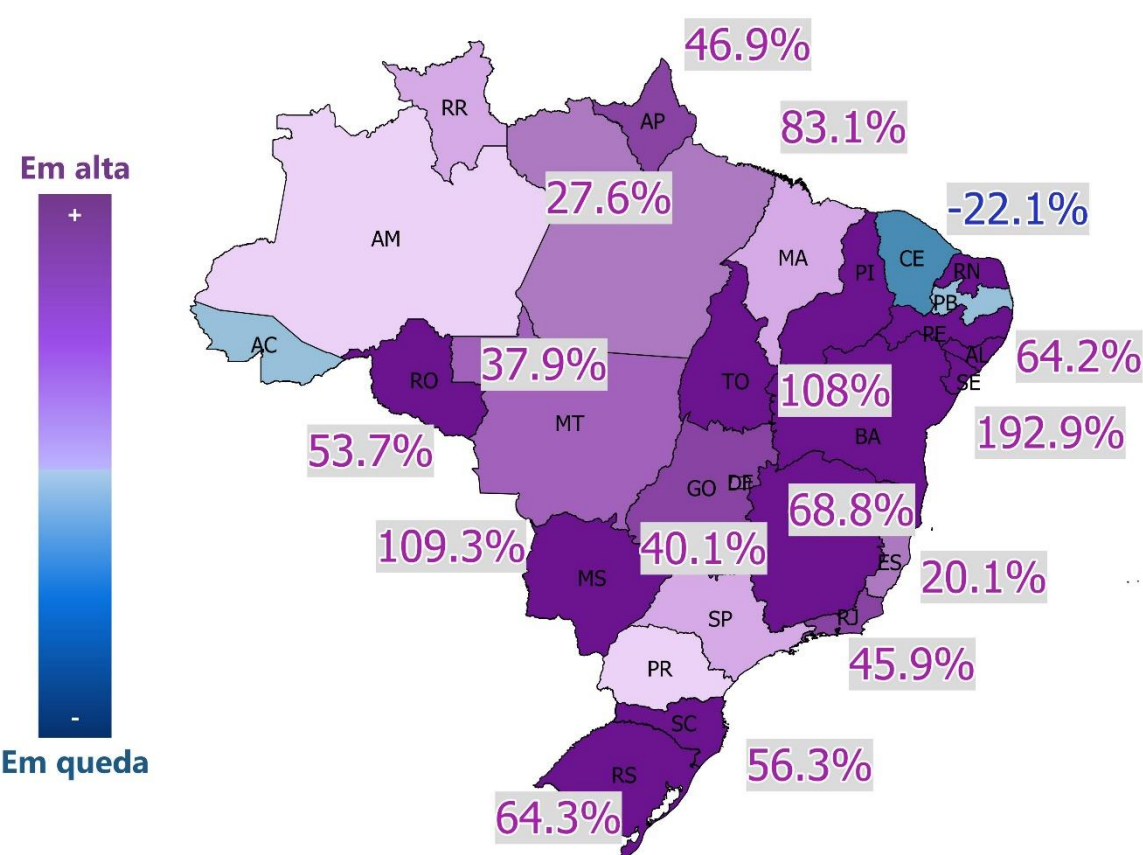 46.9%
RR
AP
83.1%
Em alta
+
27.6%
-22.1%
AM
MA
PI
CE
RN
PB
AC
PE
AL
64.2%
RO
37.9%
TO
108%
SE
MT
BA
192.9%
53.7%
GO
DF
68.8%
109.3%
40.1%
MS
ES
20.1%
SP
RJ
45.9%
PR
-
SC
Em queda
56.3%
RS
64.3%